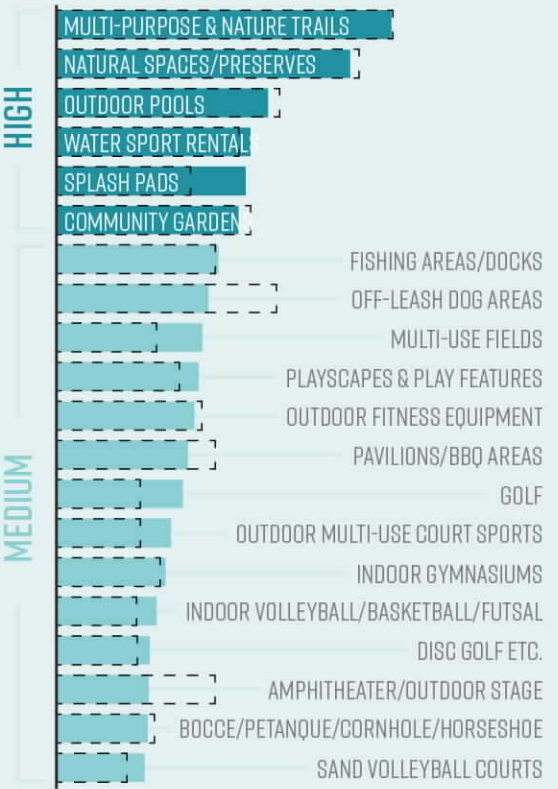 HIGH
MULTI-PURPOSE & NATURE TRAILS
NATURAL SPACES/PRESERVES
OUTDOOR POOLS
WATER SPORT RENTALS
SPLASH PADS
COMMUNITY GARDENS
MEDIUM
FISHING AREAS/DOCKS
OFF-LEASH DOG AREAS
MULTI-USE FIELDS
PLAYSCAPES & PLAY FEATURES
OUTDOOR FITNESS EQUIPMENT
PAVILIONS/BBQ AREAS
GOLF
OUTDOOR MULTI-USE COURT SPORTS
INDOOR GYMNASIUMS
INDOOR VOLLEYBALL/BASKETBALL/FUTSAL
DISC GOLF ETC.
AMPHITHEATER/OUTDOOR STAGE
BOCCE/PETANQUE/CORNHOLE/HORSESHOE
SAND VOLLEYBALL COURTS